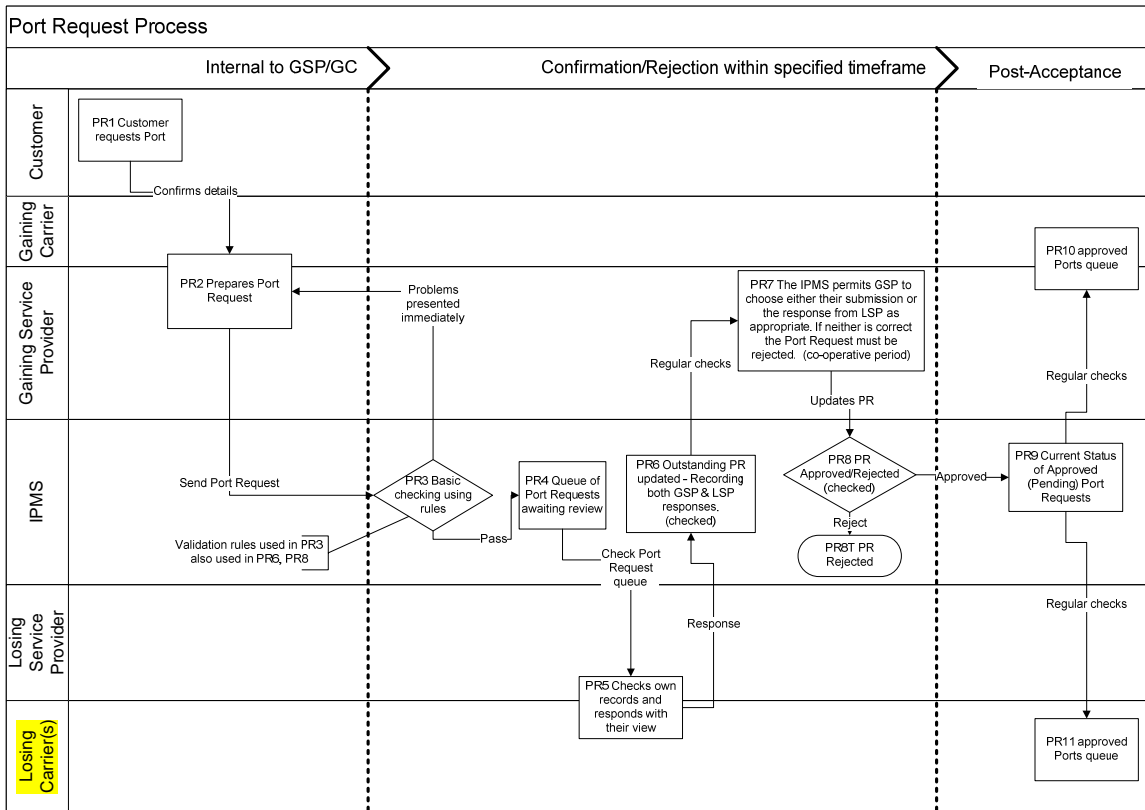 Port Request Process
Internal to GSP/GC
Confirmation/Rejection within specified timeframe
Post-Acceptance
Customer
PR1 Customer
requests Port
Confirms details
Gaining
Carrier
PR10 approved
Ports queue
Gaining Service
Provider
PR2 Prepares Port
Request
Problems
presented
immediately
PR7 The IPMS permits GSP to
choose either their submission or
the response from LSP as
appropriate. If neither is correct
the Port Request must be
rejected. (co-operative period)
Regular checks
Regular checks
Updates PR
IPMS
Send Port Request
PR3 Basic
checking using
rules
Validation rules used in PR3
also used in PR6, PR8
Pass
PR4 Queue of
Port Requests
awaiting review
Check Port
Request
queue
PR6 Outstanding PR
updated - Recording
both GSP & LSP
responses.
(checked)
PR8 PR
Approved/Rejected
(checked)
Approved
Reject
PR8T PR
Rejected
PR9 Current Status
of Approved
(Pending) Port
Requests
Losing
Service
Provider
Response
Regular checks
PR5 Checks own
records and
responds with
their view
Losing
Carrier(s)
PR11 approved
Ports queue